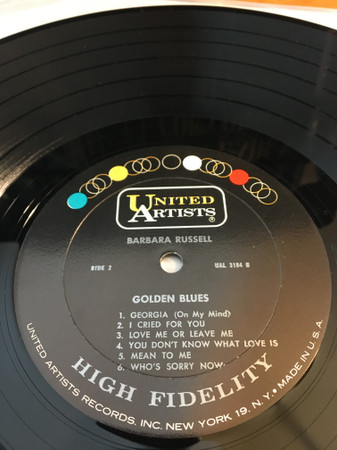 UNITED
ARTISTS®
BARBARA RUSSELL
SIDE 2
UAL 3184 B
GOLDEN BLUES
1. GEORGIA (On My Mind)
2. I CRIED FOR YOU
3. LOVE ME OR LEAVE ME
4. YOU DON'T KNOW WHAT LOVE IS
5. MEAN TO ME
6. WHO'S SORRY NOW
HIGH FIDELITY
UNITED ARTISTS RECORDS, INC. NEW YORK 19, N.Y. • MADE IN U.S.A.